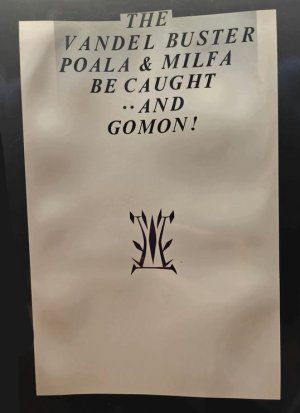 THE
VANDEL BUSTER
POALA & MILFA
BE CAUGHT
··AND
GOMON!